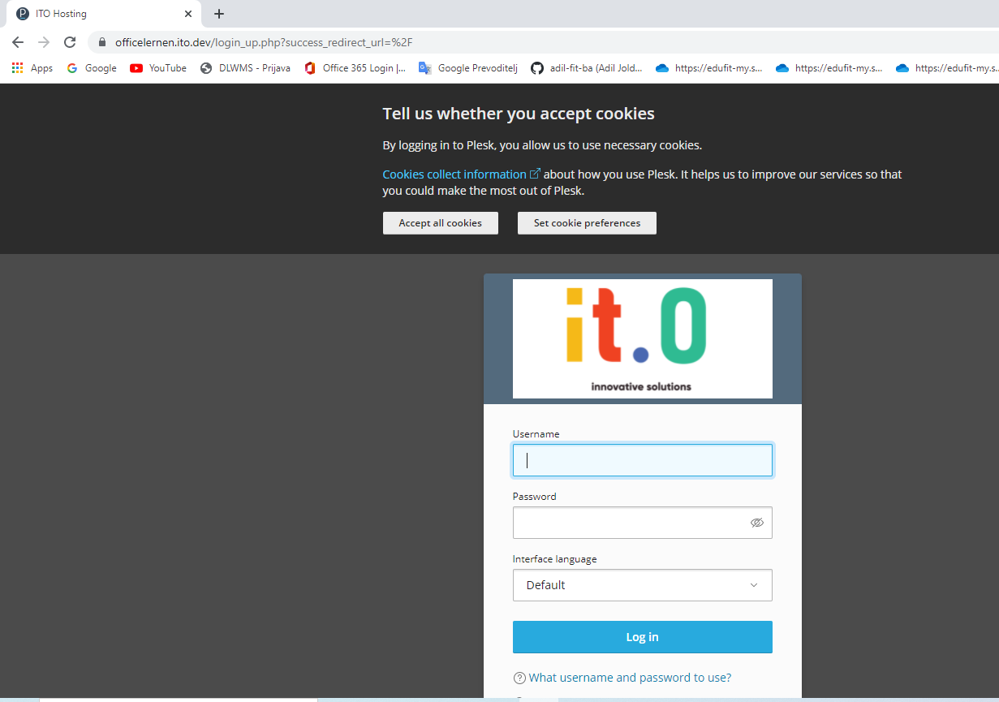 ITO Hosting
officelernen.ito.dev/login_up.php?success_redirect_url=%2F
Apps Google YouTube DLWMS - Prijava Office 365 Login |... Google Prevoditelj adil-fit-ba (Adil Jold... https://edufit-my.s... https://edufit-my.s... https://edufit-my.s...
Tell us whether you accept cookies
By logging in to Plesk, you allow us to use necessary cookies.
Cookies collect information about how you use Plesk. It helps us to improve our services so that
you could make the most out of Plesk.
Accept all cookies Set cookie preferences
it.0
innovative solutions
Username
Password
Interface language
Default
Log in
What username and password to use?